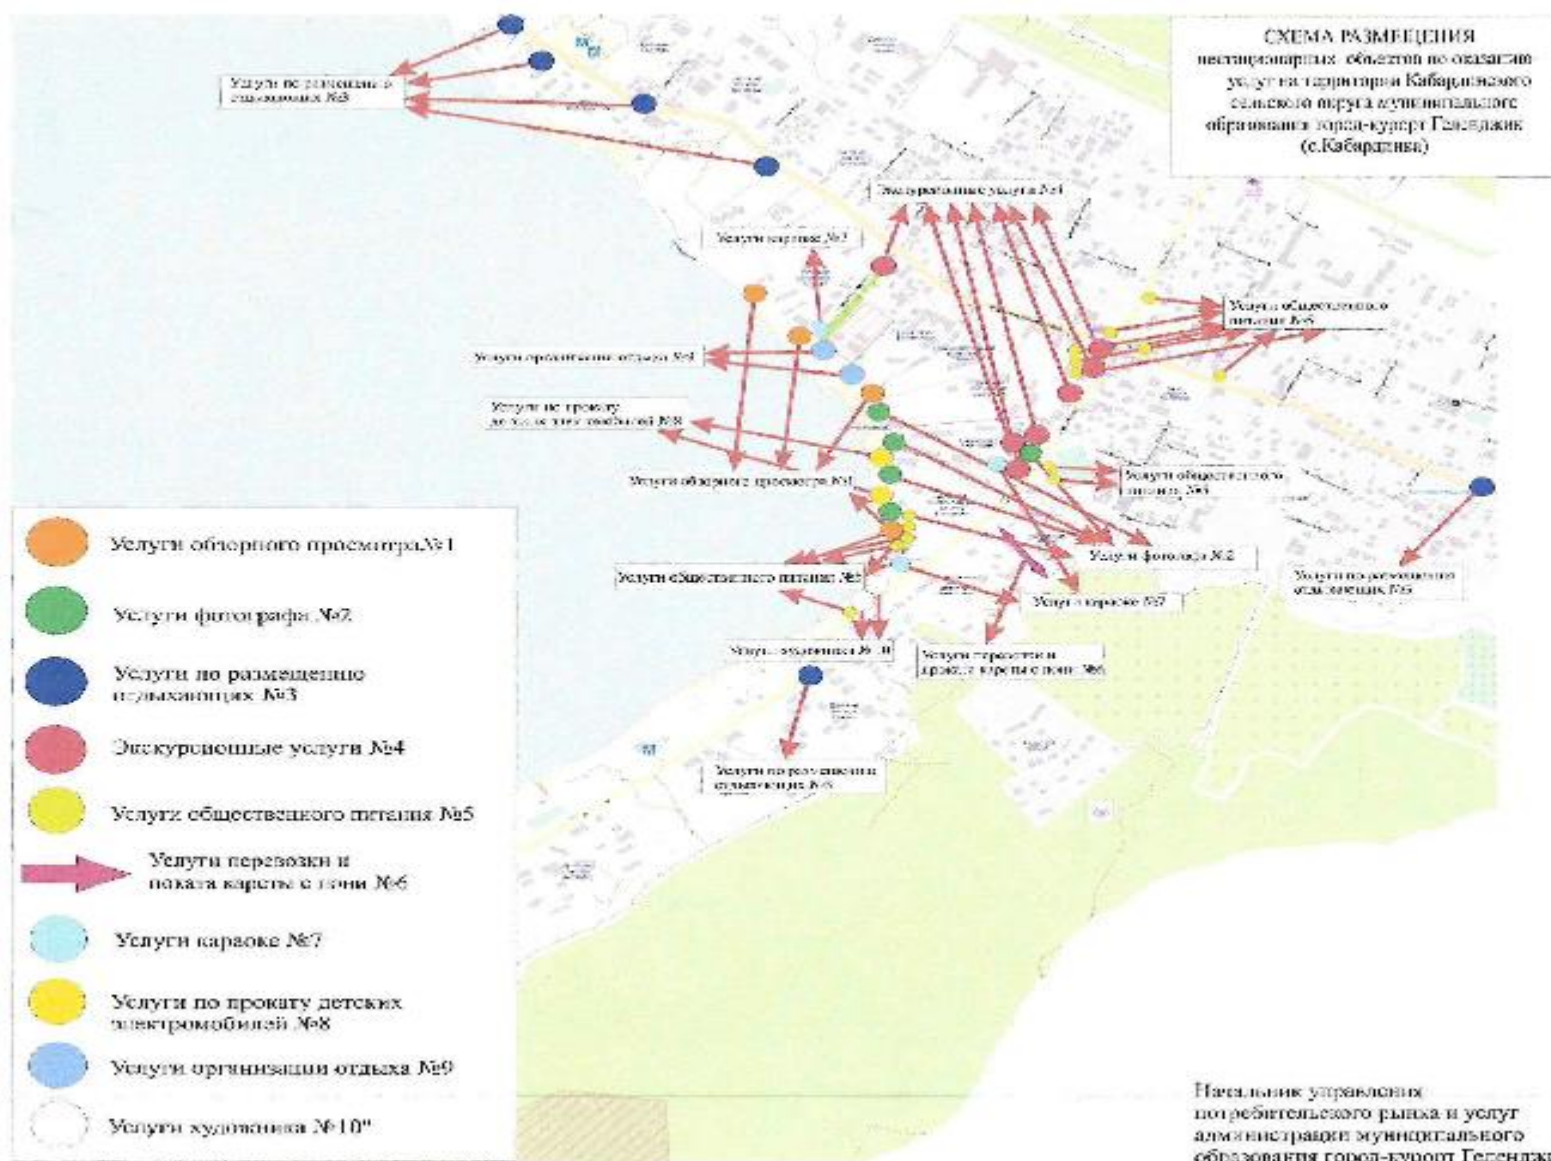 СХЕМА РАЗМЕЩЕНИЯ
нестационарных объектов по оказанию
услуг на территории Кабардинского
сельского округа муниципального
образования город-курорт Геленджик
(с.Кабардинка)
Услуги по размещению
отдыхающих №3
Экскурсионные услуги №4
Услуги караоке №7
Услуги общественного
питания №5
Услуги организации отдыха №9
Услуги по прокату
детских электромобилей №8
Услуги обзорного просмотра №1
Услуги общественного
питания №5
Услуги фотографа №2
Услуги общественного питания №5
Услуги по размещению
отдыхающих №3
Услуги караоке №7
Услуги художника №10
Услуги перевозки и
проката кареты с пони №6
Услуги по размещению
отдыхающих №3
Услуги обзорного просмотра№1
Услуги фотографа №2
Услуги по размещению
отдыхающих №3
Экскурсионные услуги №4
Услуги общественного питания №5
Услуги перевозки и
поката кареты с пони №6
Услуги караоке №7
Услуги по прокату детских
электромобилей №8
Услуги организации отдыха №9
Услуги художника №10"
Начальник управления
потребительского рынка и услуг
администрации муниципального
образования город-курорт Геленджи